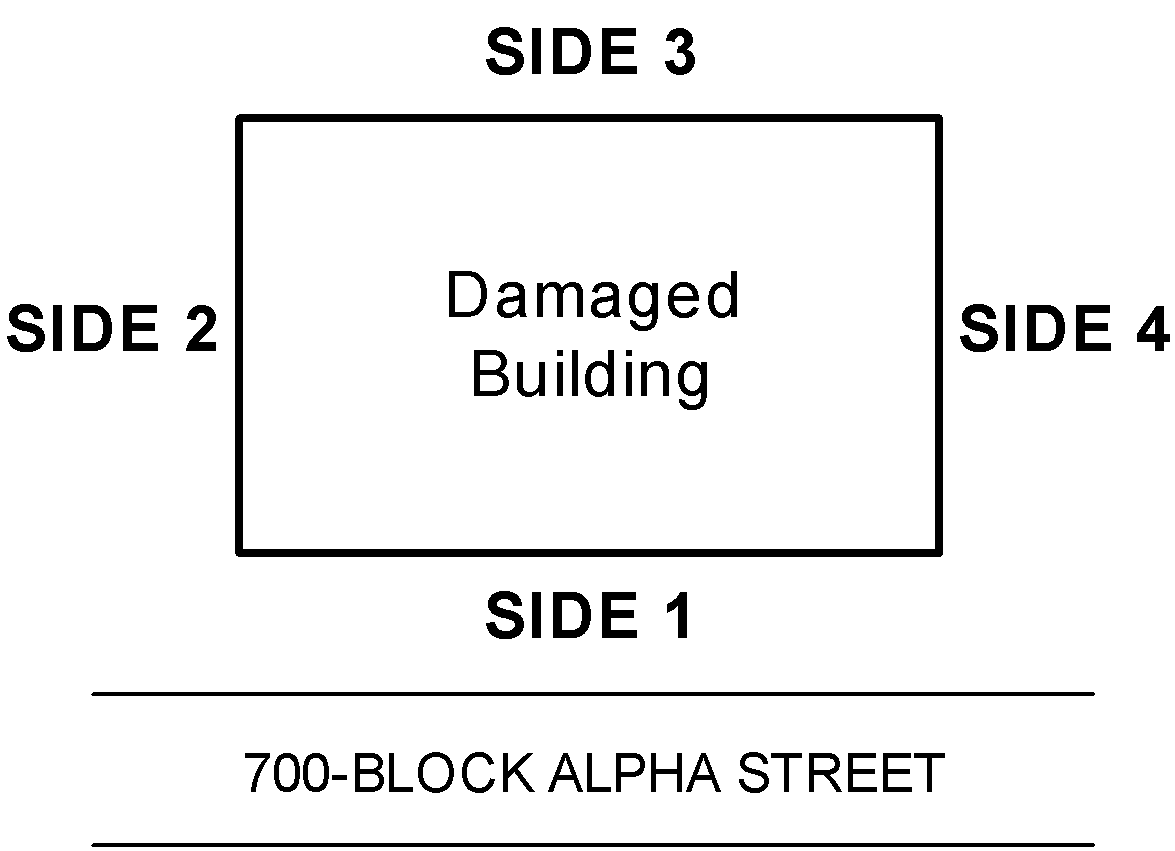 SIDE 3
Damaged
Building
SIDE 2
SIDE 4
SIDE 1
700-BLOCK ALPHA STREET